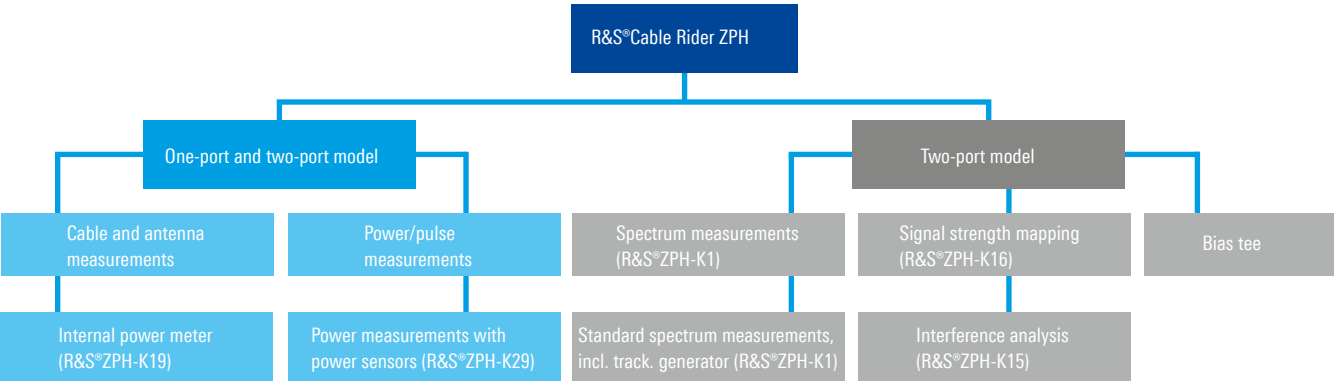 R&S®Cable Rider ZPH
One-port and two-port model
Two-port model
Cable and antenna
measurements
Power/pulse
measurements
Spectrum measurements
(R&S®ZPH-K1)
Signal strength mapping
(R&S®ZPH-K16)
Bias tee
Internal power meter
(R&S®ZPH-K19)
Power measurements with
power sensors (R&S®ZPH-K29)
Standard spectrum measurements,
incl. track. generator (R&S®ZPH-K1)
Interference analysis
(R&S®ZPH-K15)